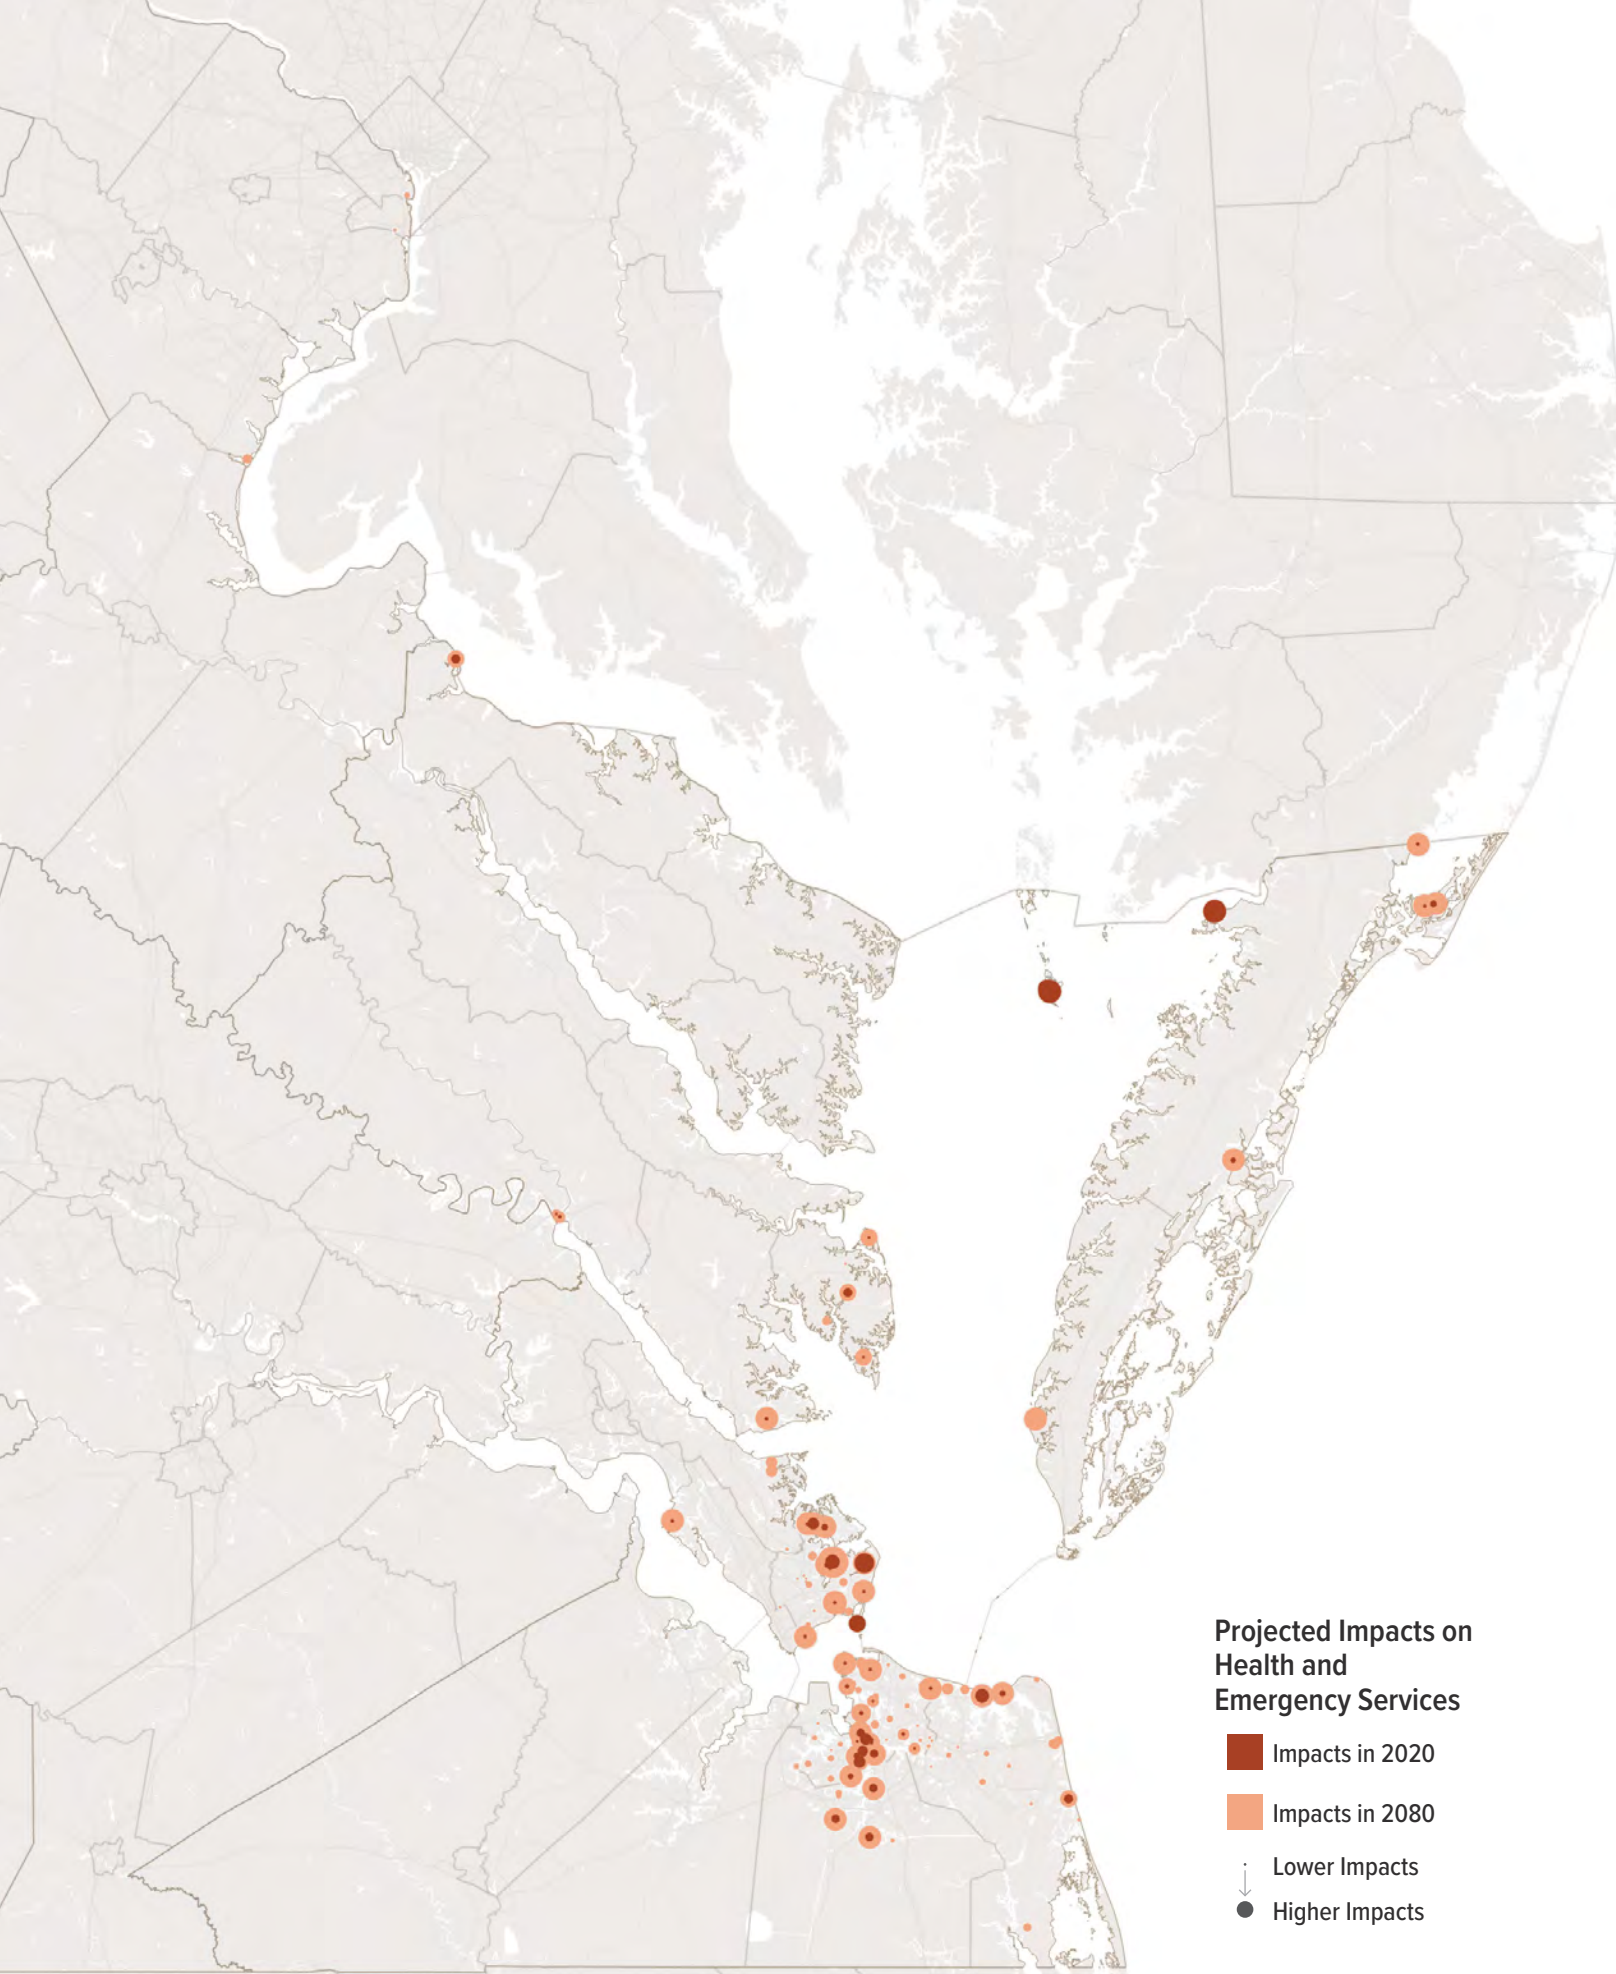 Projected Impacts on
Health and
Emergency Services
Impacts in 2020
Impacts in 2080
Lower Impacts
Higher Impacts